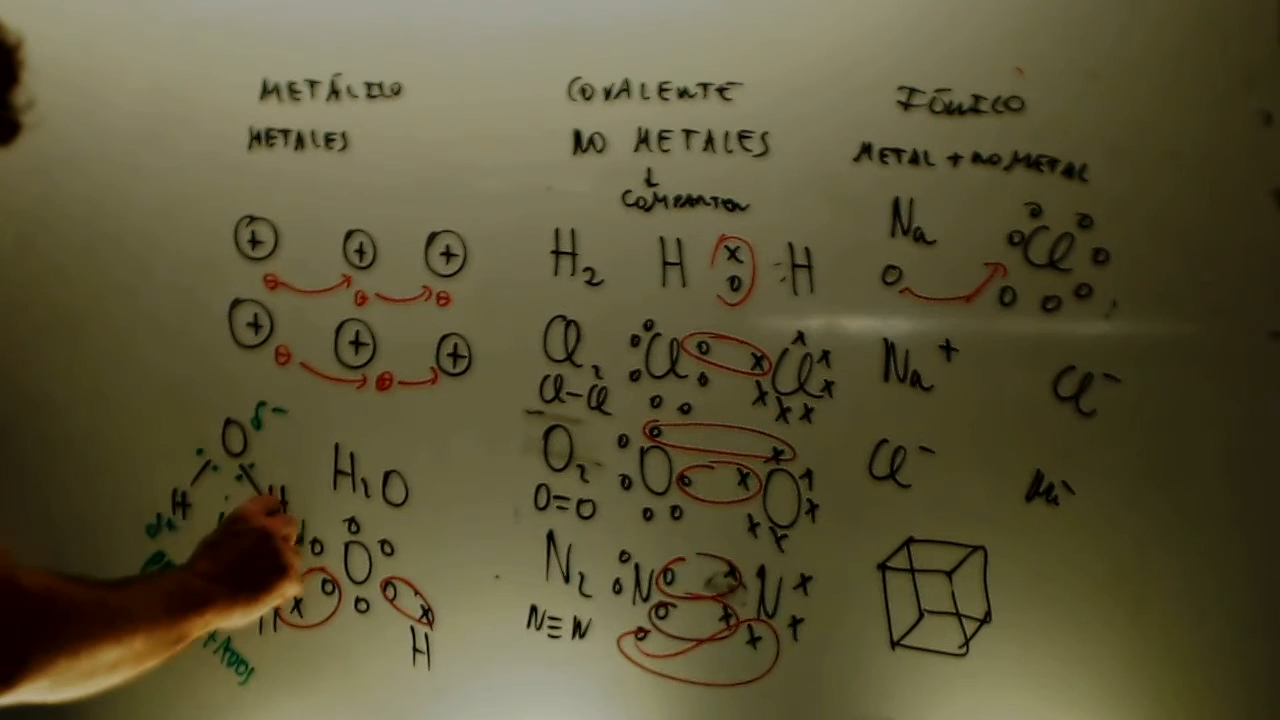 METÁLICO
METALES
COVALENTE
NO METALES
↓
COMPARTEN
IÓNICO
METAL + NO METAL
+ + +
⊖ ⊖ ⊖
+ + +
⊖ ⊖
H₂ H x o H
Cl₂ Cl Cl
Cl-Cl
O₂ O O
O=O
N₂ N N
N≡N
Na Cl
Na⁺ Cl⁻
Cl⁻
O δ⁻
H H
δ+
H₂O
O
H H